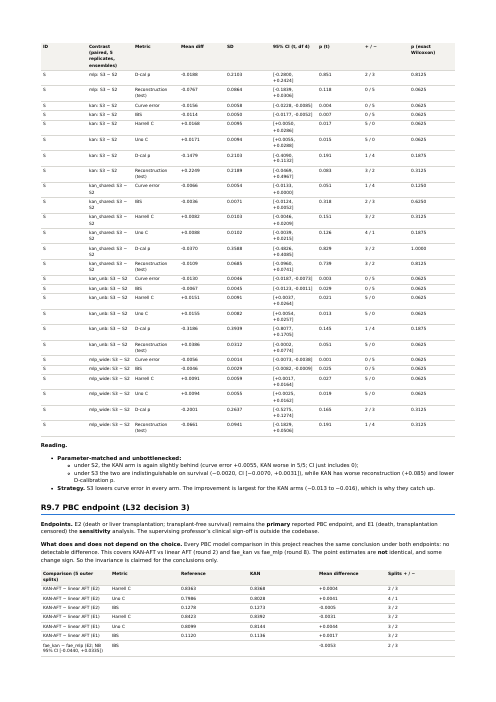 ID Contrast (paired, 5 replicates, ensembles) Metric Mean diff SD 95% CI (t, df 4) p (t) + / − p (exact Wilcoxon)
S mlp: S3 − S2 D-cal p -0.0188 0.2103 [-0.2800, +0.2424] 0.851 2 / 3 0.8125
S mlp: S3 − S2 Reconstruction (test) -0.0767 0.0864 [-0.1839, +0.0306] 0.118 5 / 0 0.0625
S kan: S3 − S2 Curve error -0.0156 0.0058 [-0.0228, -0.0085] 0.004 5 / 0 0.0625
S kan: S3 − S2 IBS -0.0114 0.0050 [-0.0177, -0.0052] 0.007 5 / 0 0.0625
S kan: S3 − S2 Harrell C +0.0168 0.0095 [+0.0050, +0.0286] 0.017 5 / 0 0.0625
S kan: S3 − S2 Uno C +0.0171 0.0094 [+0.0055, +0.0288] 0.015 5 / 0 0.0625
S kan: S3 − S2 D-cal p -0.1479 0.2103 [-0.4090, +0.1132] 0.191 1 / 4 0.1875
S kan: S3 − S2 Reconstruction (test) +0.2249 0.2189 [-0.0469, +0.4967] 0.083 3 / 2 0.3125
S kan_shared: S3 − S2 Curve error -0.0066 0.0054 [-0.0133, +0.0000] 0.051 4 / 1 0.1250
S kan_shared: S3 − S2 IBS -0.0036 0.0071 [-0.0124, +0.0052] 0.318 2 / 3 0.6250
S kan_shared: S3 − S2 Harrell C +0.0082 0.0103 [-0.0046, +0.0209] 0.151 3 / 2 0.3125
S kan_shared: S3 − S2 Uno C +0.0088 0.0102 [-0.0039, +0.0215] 0.126 4 / 1 0.1875
S kan_shared: S3 − S2 D-cal p -0.0370 0.3588 [-0.4826, +0.4085] 0.829 3 / 2 1.0000
S kan_shared: S3 − S2 Reconstruction (test) -0.0109 0.0685 [-0.0960, +0.0741] 0.739 3 / 2 0.8125
S kan_unb: S3 − S2 Curve error -0.0130 0.0046 [-0.0187, -0.0073] 0.003 5 / 0 0.0625
S kan_unb: S3 − S2 IBS -0.0067 0.0045 [-0.0123, -0.0011] 0.029 5 / 0 0.0625
S kan_unb: S3 − S2 Harrell C +0.0151 0.0091 [+0.0037, +0.0264] 0.021 5 / 0 0.0625
S kan_unb: S3 − S2 Uno C +0.0155 0.0082 [+0.0054, +0.0257] 0.013 5 / 0 0.0625
S kan_unb: S3 − S2 D-cal p -0.3186 0.3939 [-0.8077, +0.1705] 0.145 1 / 4 0.1875
S kan_unb: S3 − S2 Reconstruction (test) +0.0386 0.0312 [-0.0002, +0.0774] 0.051 5 / 0 0.0625
S mlp_wide: S3 − S2 Curve error -0.0056 0.0014 [-0.0073, -0.0038] 0.001 5 / 0 0.0625
S mlp_wide: S3 − S2 IBS -0.0046 0.0029 [-0.0082, -0.0009] 0.025 5 / 0 0.0625
S mlp_wide: S3 − S2 Harrell C +0.0091 0.0059 [+0.0017, +0.0164] 0.027 5 / 0 0.0625
S mlp_wide: S3 − S2 Uno C +0.0094 0.0055 [+0.0025, +0.0162] 0.019 5 / 0 0.0625
S mlp_wide: S3 − S2 D-cal p -0.2001 0.2637 [-0.5275, +0.1274] 0.165 2 / 3 0.3125
S mlp_wide: S3 − S2 Reconstruction (test) -0.0661 0.0941 [-0.1829, +0.0506] 0.191 1 / 4 0.3125
Reading.
• Parameter-matched and unbottlenecked:
under S2, the KAN arm is again slightly behind (curve error +0.0055, KAN worse in 5/5; CI just includes 0);
under S3 the two are indistinguishable on survival (−0.0020, CI [−0.0070, +0.0031]), while KAN has worse reconstruction (+0.085) and lower D-calibration p.
• Strategy. S3 lowers curve error in every arm. The improvement is largest for the KAN arms (−0.013 to −0.016), which is why they catch up.
R9.7 PBC endpoint (L32 decision 3)
Endpoints. E2 (death or liver transplantation; transplant-free survival) remains the primary reported PBC endpoint, and E1 (death, transplantation
censored) the sensitivity analysis. The supervising professor's clinical sign-off is outside the codebase.
What does and does not depend on the choice. Every PBC model comparison in this project reaches the same conclusion under both endpoints: no
detectable difference. This covers KAN-AFT vs linear AFT (round 2) and fae_kan vs fae_mlp (round 8). The point estimates are not identical, and some
change sign. So the invariance is claimed for the conclusions only.
Comparison (5 outer splits) Metric Reference KAN Mean difference Splits + / −
KAN-AFT − linear AFT (E2) Harrell C 0.8363 0.8368 +0.0004 2 / 3
KAN-AFT − linear AFT (E2) Uno C 0.7986 0.8028 +0.0041 4 / 1
KAN-AFT − linear AFT (E2) IBS 0.1278 0.1273 -0.0005 3 / 2
KAN-AFT − linear AFT (E1) Harrell C 0.8423 0.8392 -0.0031 3 / 2
KAN-AFT − linear AFT (E1) Uno C 0.8099 0.8144 +0.0044 3 / 2
KAN-AFT − linear AFT (E1) IBS 0.1120 0.1136 +0.0017 3 / 2
fae_kan − fae_mlp (E2; NB 95% CI [-0.0440, +0.0335]) IBS -0.0053 2 / 3